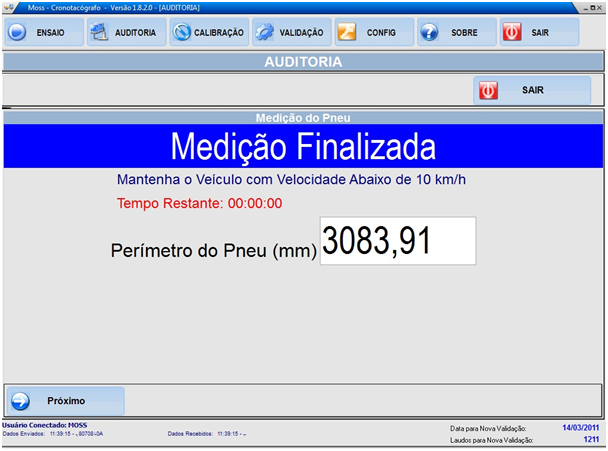 Moss - Cronotacógrafo - Versão 1.8.2.0 - [AUDITORIA]
ENSAIO AUDITORIA CALIBRAÇÃO VALIDAÇÃO CONFIG SOBRE SAIR
AUDITORIA
SAIR
Medição do Pneu
Medição Finalizada
Mantenha o Veículo com Velocidade Abaixo de 10 km/h
Tempo Restante: 00:00:00
Perímetro do Pneu (mm) 3083,91
Próximo
Usuário Conectado: MOSS
Dados Enviados: 11:39:15 -
Dados Recebidos: 11:39:15 -
Data para Nova Validação: 14/03/2011
Laudos para Nova Validação: 1211